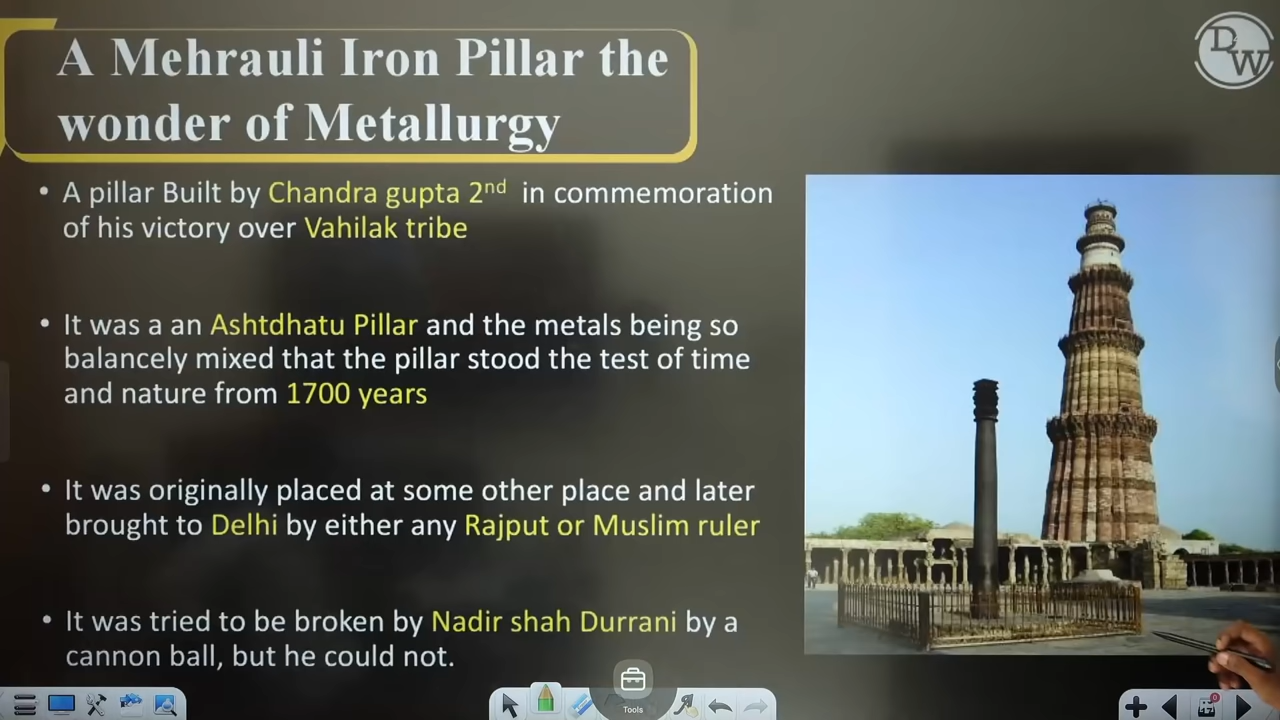 A Mehrauli Iron Pillar the
wonder of Metallurgy
DW
• A pillar Built by Chandra gupta 2nd in commemoration
of his victory over Vahilak tribe
• It was a an Ashtdhatu Pillar and the metals being so
balancely mixed that the pillar stood the test of time
and nature from 1700 years
• It was originally placed at some other place and later
brought to Delhi by either any Rajput or Muslim ruler
• It was tried to be broken by Nadir shah Durrani by a
cannon ball, but he could not.
Tools